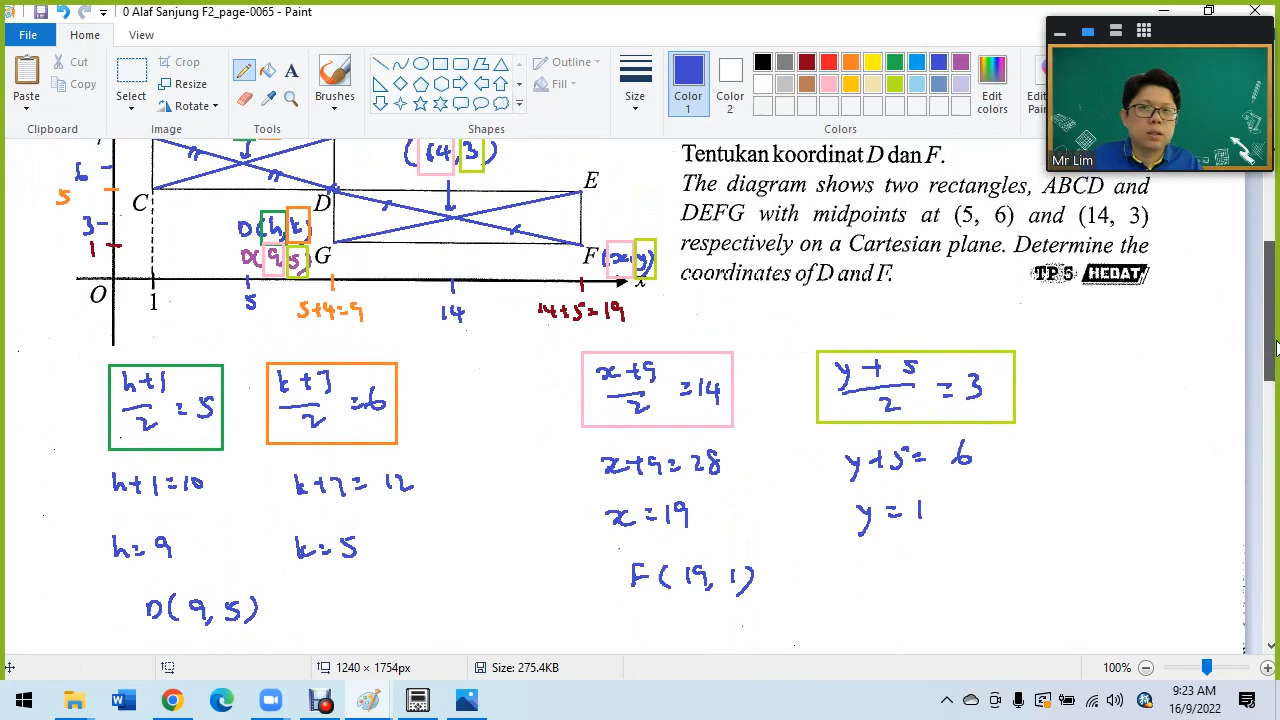 0 Alaf Sanjung F2_page-0065 - Paint
File
Home
View
Paste
Cut
Copy
Clipboard
Select
Crop
Resize
Rotate
Image
A
Tools
Brushes
Shapes
Outline
Fill
Size
Color 1
Color 2
Colors
Edit colors
Mr Lim
6
5
3
1
C
D
D(h, k)
D(9, 5)
G
(14, 3)
E
F (x, y)
O
1
5
5+4=9
14
14+5=19
x
Tentukan koordinat D dan F.
The diagram shows two rectangles, ABCD and
DEFG with midpoints at (5, 6) and (14, 3)
respectively on a Cartesian plane. Determine the
coordinates of D and F.
TP 5 HEDAT
h+1/2 = 5
k+7/2 = 6
x+9/2 = 14
y+5/2 = 3
h+1=10
k+7=12
x+9=28
y+5=6
h=9
k=5
x=19
y=1
D(9, 5)
F(19, 1)
1240 × 1754px
Size: 275.4KB
100%
9:23 AM
16/9/2022